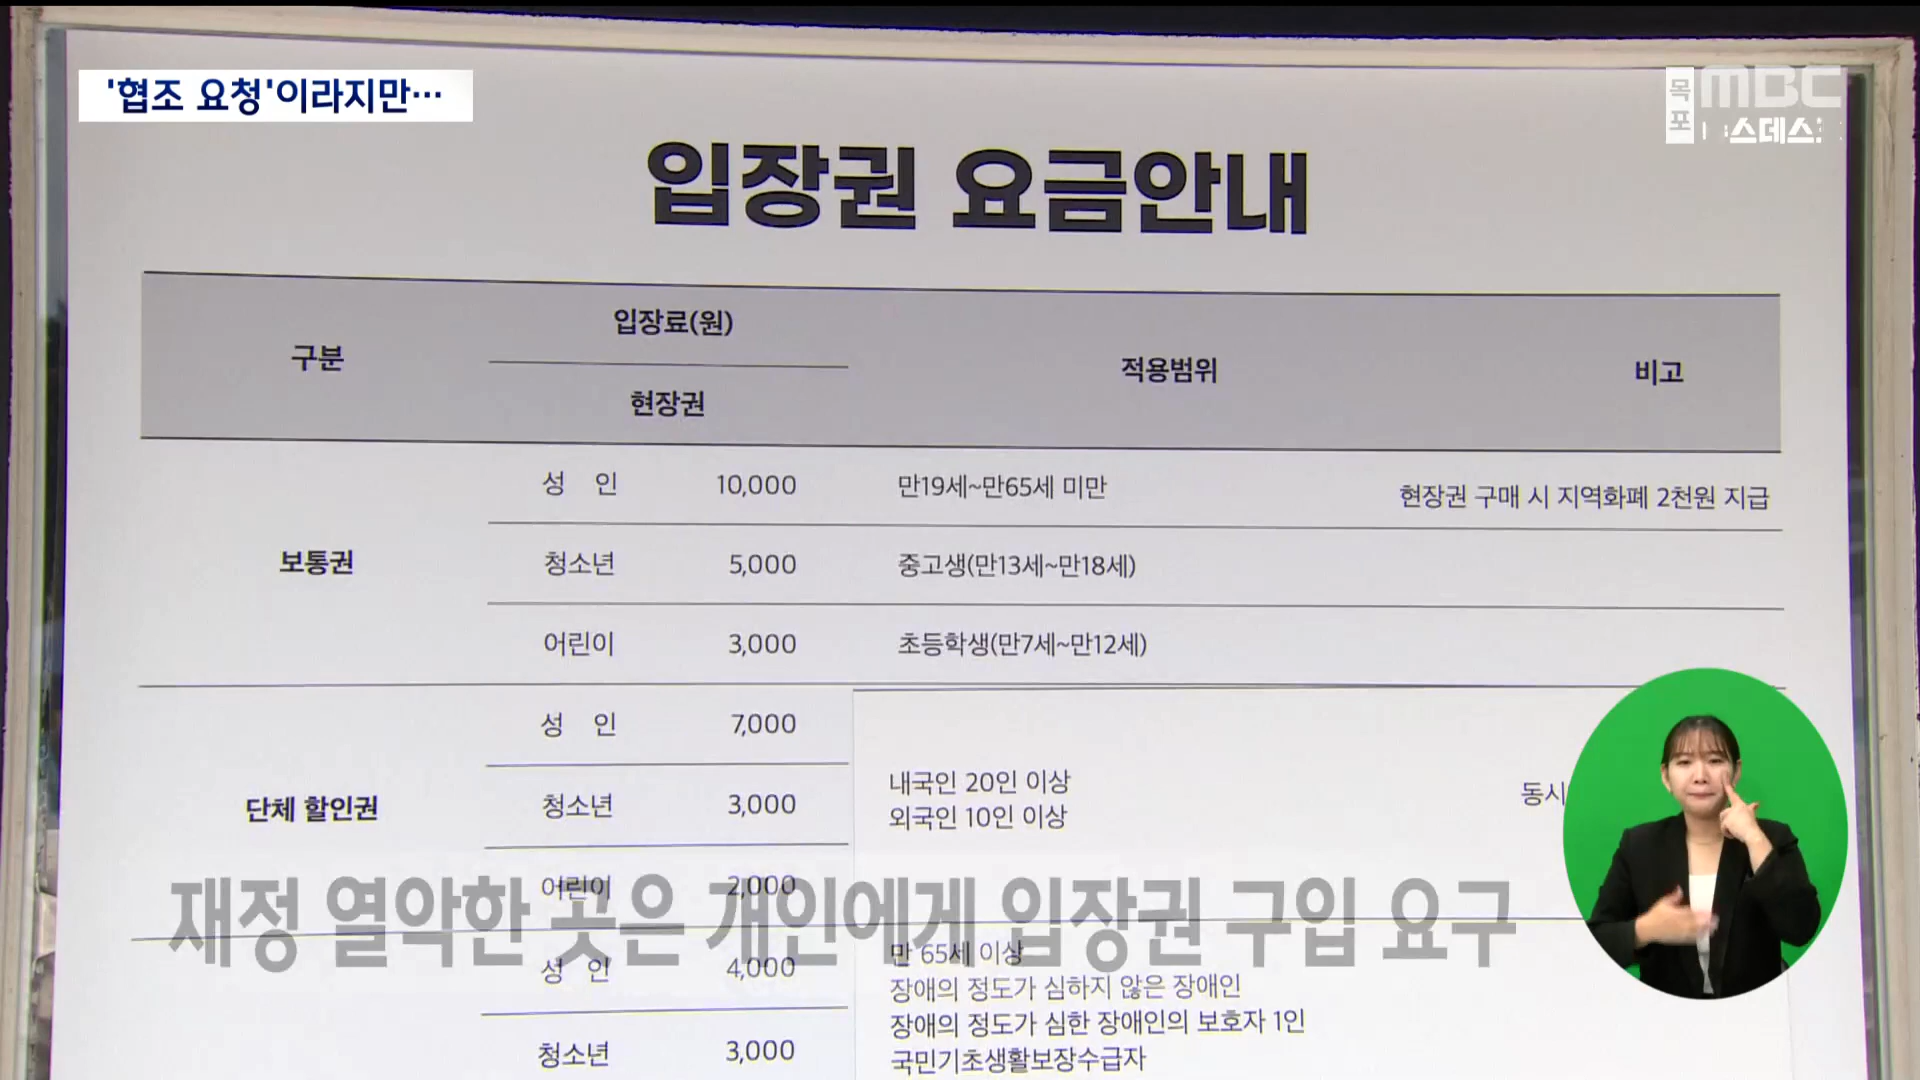 '협조 요청'이라지만…
목포 MBC
스데스
입장권 요금안내
구분
입장료(원)
현장권
적용범위
비고
보통권
성 인 10,000 만19세~만65세 미만 현장권 구매 시 지역화폐 2천원 지급
청소년 5,000 중고생(만13세~만18세)
어린이 3,000 초등학생(만7세~만12세)
단체 할인권
성 인 7,000
청소년 3,000
어린이 2,000
내국인 20인 이상
외국인 10인 이상
동시
재정 열악한 곳은 개인에게 입장권 구입 요구
성 인 4,000
청소년 3,000
만 65세 이상
장애의 정도가 심하지 않은 장애인
장애의 정도가 심한 장애인의 보호자 1인
국민기초생활보장수급자